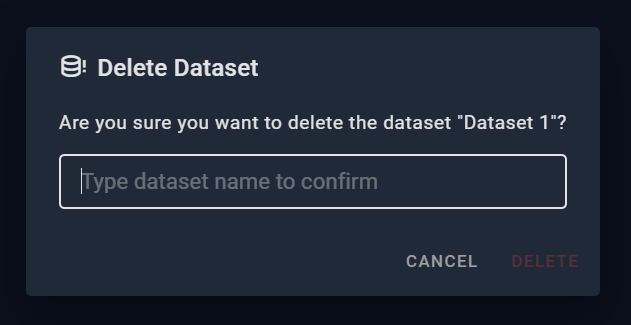 Delete Dataset
Are you sure you want to delete the dataset "Dataset 1"?
Type dataset name to confirm
CANCEL DELETE